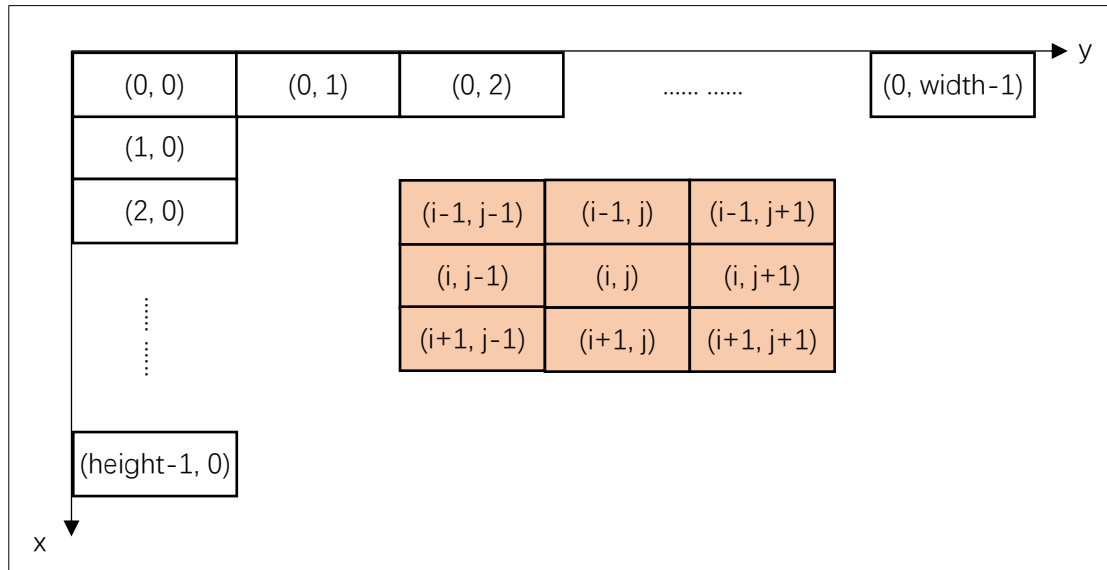 y
(0, 0) (0, 1) (0, 2) ...... ...... (0, width-1)
(1, 0)
(2, 0)
(i-1, j-1) (i-1, j) (i-1, j+1)
(i, j-1) (i, j) (i, j+1)
(i+1, j-1) (i+1, j) (i+1, j+1)
...... ......
(height-1, 0)
x